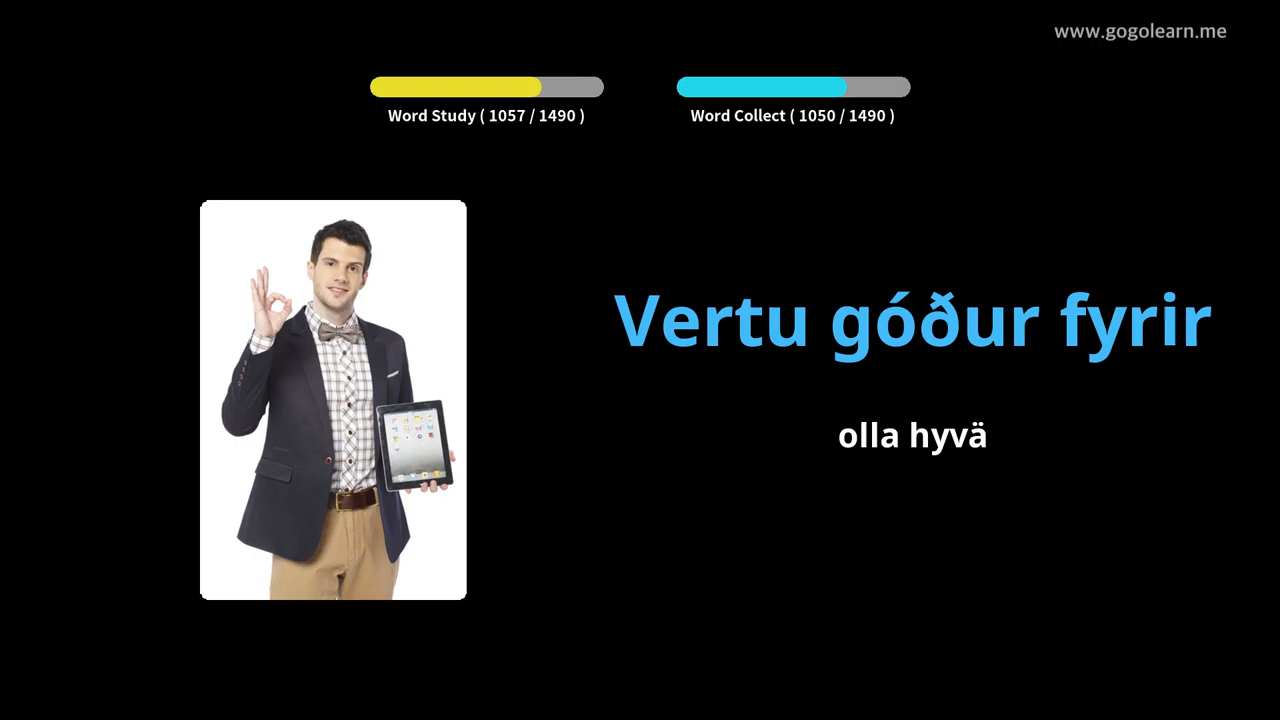 www.gogolearn.me
Word Study ( 1057 / 1490 )
Word Collect ( 1050 / 1490 )
Vertu góður fyrir
olla hyvä